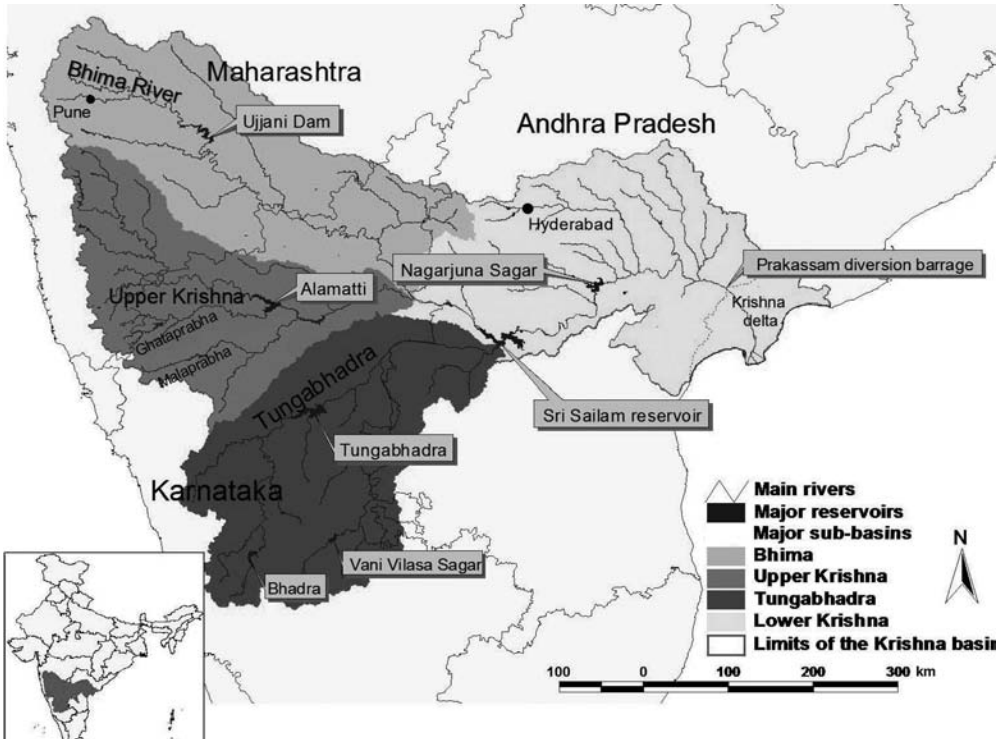 Maharashtra
Bhima River
Pune
Ujjani Dam
Andhra Pradesh
Hyderabad
Nagarjuna Sagar
Prakassam diversion barrage
Alamatti
Upper Krishna
Krishna
delta
Ghataprabha
Malaprabha
Tungabhadra
Sri Sailam reservoir
Tungabhadra
Karnataka
Vani Vilasa Sagar
Bhadra
Main rivers
Major reservoirs
Major sub-basins
Bhima
Upper Krishna
Tungabhadra
Lower Krishna
Limits of the Krishna basin
N
100 0 100 200 300 km